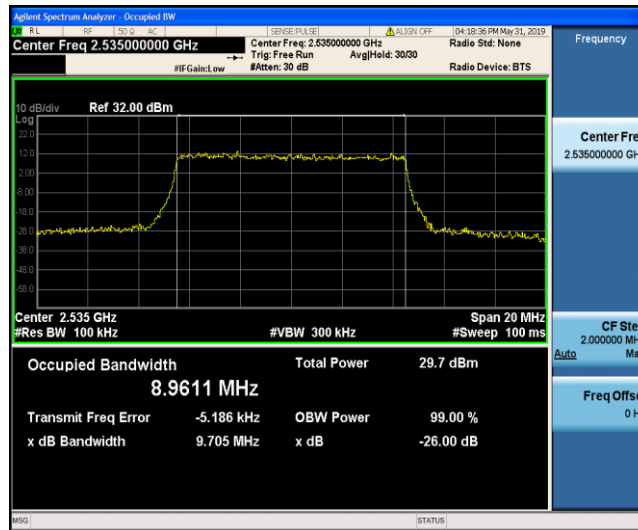 Agilent Spectrum Analyzer - Occupied BW
RL RF 50 Ω AC SENSE:PULSE ALIGN OFF 04:18:36 PM May 31, 2019
Center Freq 2.535000000 GHz
Center Freq: 2.535000000 GHz
Radio Std: None
Trig: Free Run Avg|Hold: 30/30
#IFGain:Low
#Atten: 30 dB
Radio Device: BTS
Frequency
10 dB/div Ref 32.00 dBm
Log
22.0
12.0
2.00
-8.00
-18.0
-28.0
-38.0
-48.0
-58.0
Center 2.535 GHz Span 20 MHz
#Res BW 100 kHz #VBW 300 kHz #Sweep 100 ms
Occupied Bandwidth Total Power 29.7 dBm
8.9611 MHz
Transmit Freq Error -5.186 kHz OBW Power 99.00 %
x dB Bandwidth 9.705 MHz x dB -26.00 dB
Center Fre
2.535000000 GH
CF Ste
2.000000 MH
Auto Ma
Freq Offse
0 H
MSG STATUS